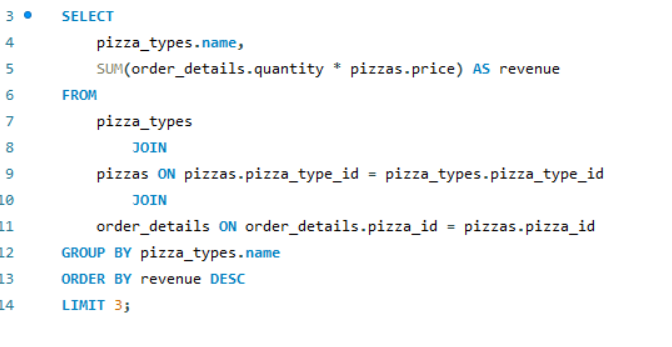 3 SELECT
4 pizza_types.name,
5 SUM(order_details.quantity * pizzas.price) AS revenue
6 FROM
7 pizza_types
8 JOIN
9 pizzas ON pizzas.pizza_type_id = pizza_types.pizza_type_id
10 JOIN
11 order_details ON order_details.pizza_id = pizzas.pizza_id
12 GROUP BY pizza_types.name
13 ORDER BY revenue DESC
14 LIMIT 3;